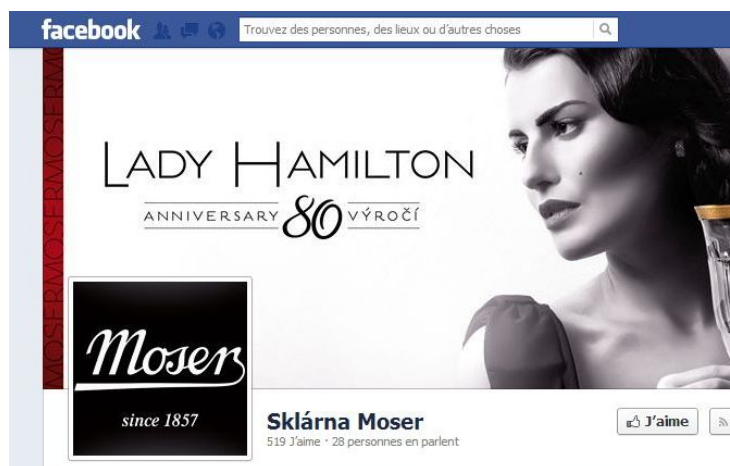 facebook
Trouvez des personnes, des lieux ou d'autres choses
MOSERMOSERMOSERMOSERMOSER
LADY HAMILTON
ANNIVERSARY 80 VÝROČÍ
Moser
since 1857
Sklárna Moser
519 J'aime · 28 personnes en parlent
J'aime